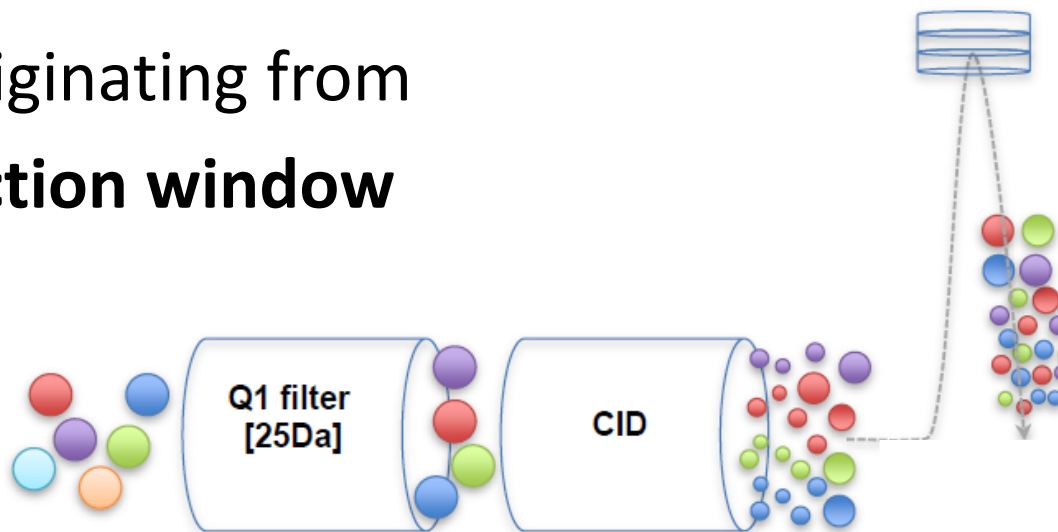 iginating from
ction window
Q1 filter
[25Da]
CID